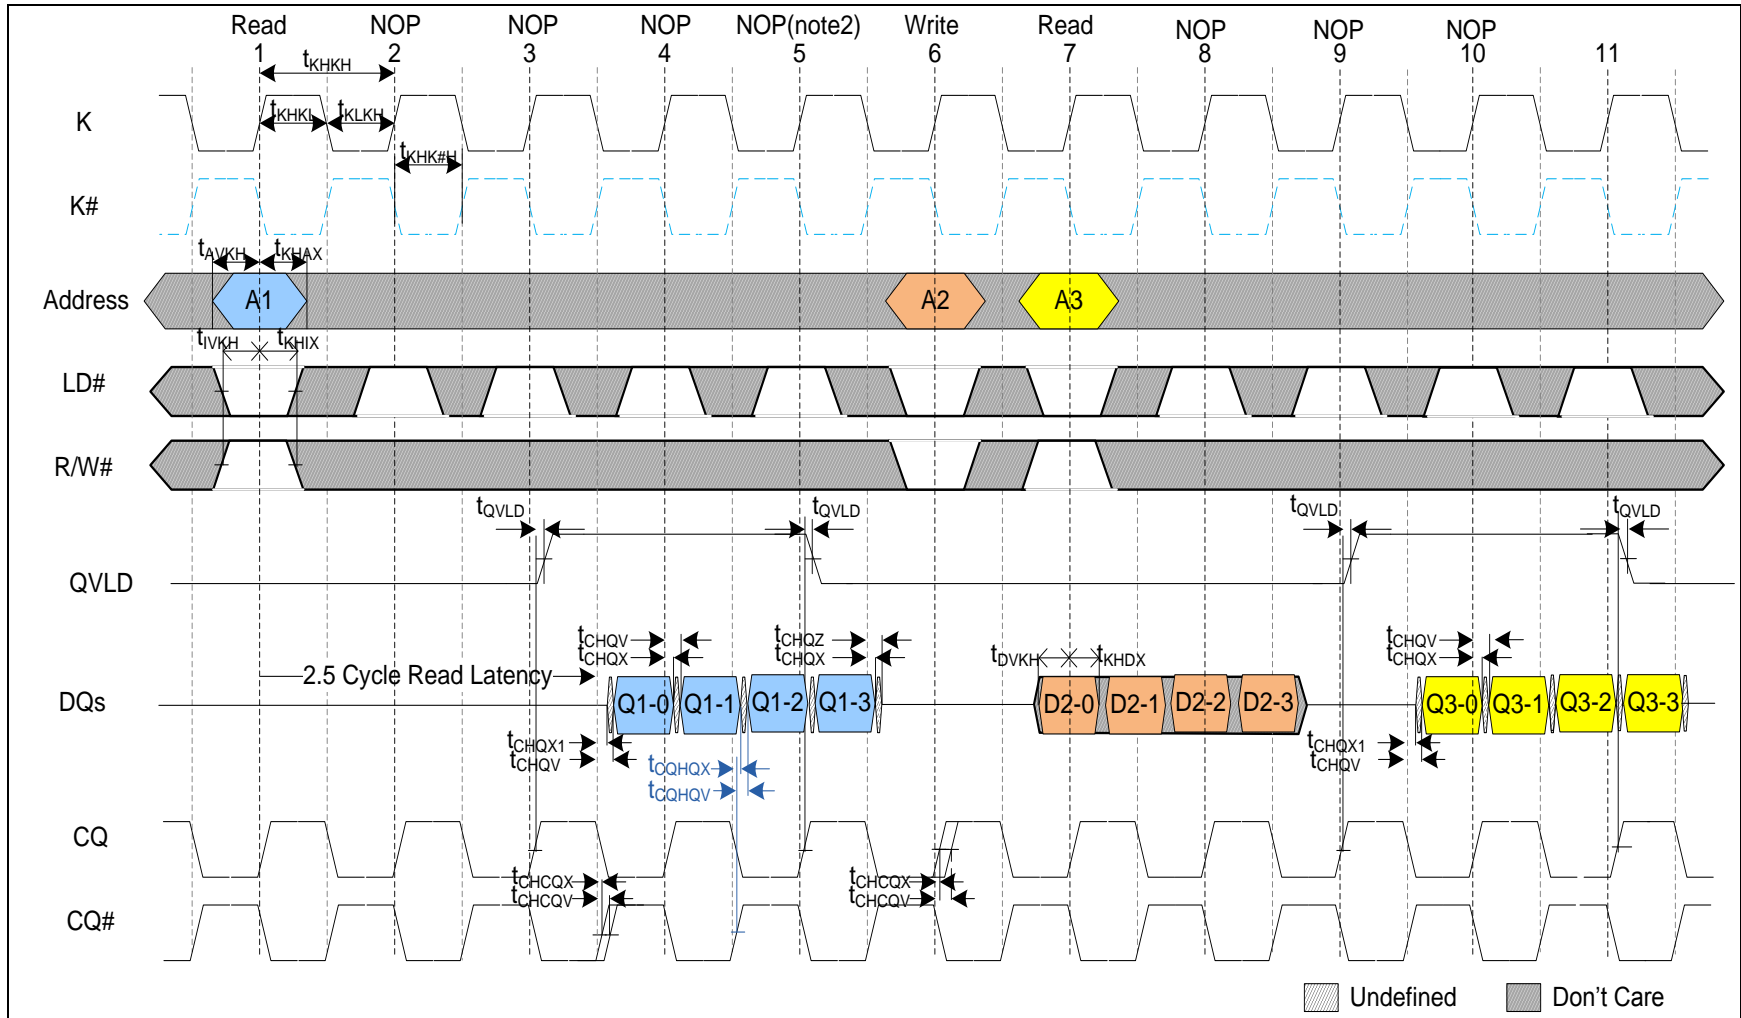 Read NOP NOP NOP NOP(note2) Write Read NOP NOP NOP
1 2 3 4 5 6 7 8 9 10 11
tKHKH
K
tKHKL tKLKH
tKHK#H
K#
tAVKH tKHAX
Address A1 A2 A3
tIVKH tKHIX
LD#
R/W#
tQVLD tQVLD tQVLD tQVLD
QVLD
tCHQV tCHQZ tCHQV
tCHQX tCHQX tDVKH tKHDX tCHQX
2.5 Cycle Read Latency
DQs Q1-0 Q1-1 Q1-2 Q1-3 D2-0 D2-1 D2-2 D2-3 Q3-0 Q3-1 Q3-2 Q3-3
tCHQX1 tCHQX1
tCHQV tCHQV
tCQHQX
tCQHQV
CQ
tCHCQX tCHCQX
tCHCQV tCHCQV
CQ#
Undefined Don't Care